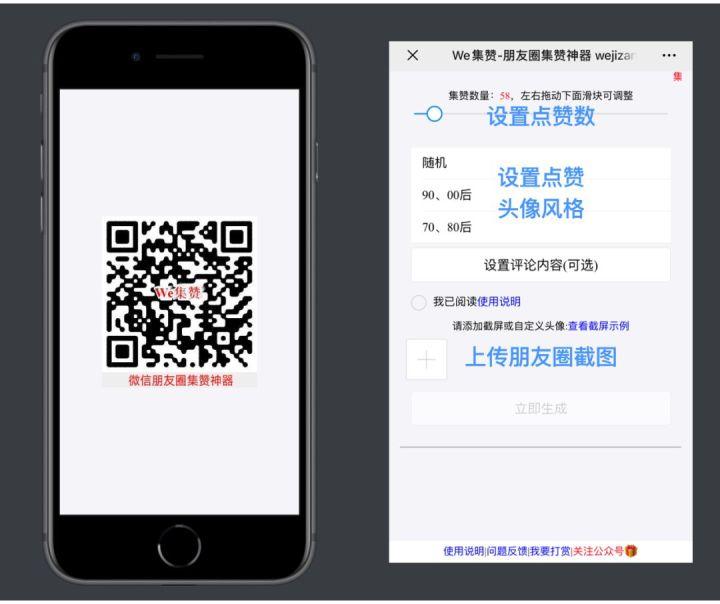 We集赞
微信朋友圈集赞神器
We集赞-朋友圈集赞神器 wejizan
集
集赞数量：58，左右拖动下面滑块可调整
设置点赞数
随机
设置点赞
90、00后
头像风格
70、80后
设置评论内容(可选)
我已阅读使用说明
请添加截屏或自定义头像:查看截屏示例
上传朋友圈截图
立即生成
使用说明|问题反馈|我要打赏|关注公众号